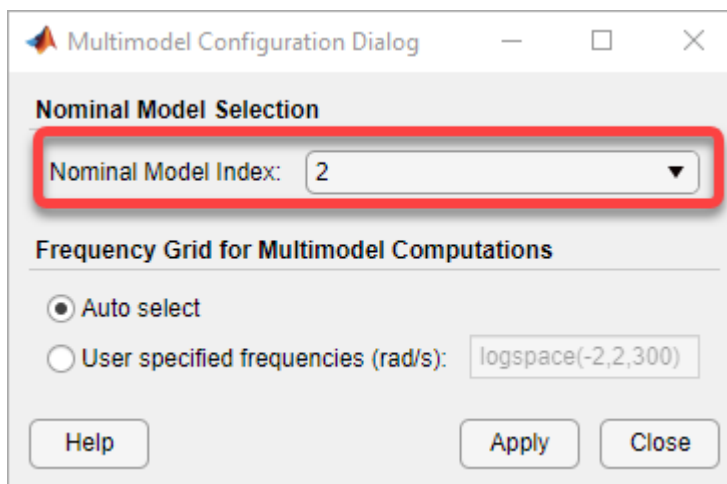 Multimodel Configuration Dialog
Nominal Model Selection
Nominal Model Index: 2
Frequency Grid for Multimodel Computations
Auto select
User specified frequencies (rad/s): logspace(-2,2,300)
Help Apply Close